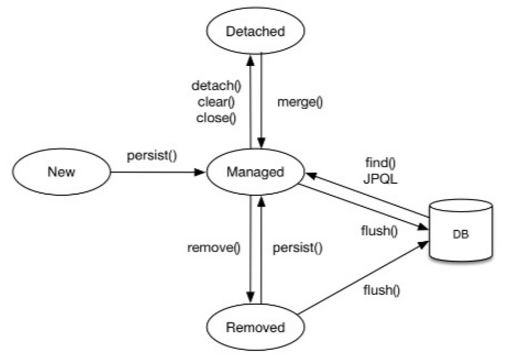 Detached
detach()
clear()
close()
merge()
persist()
find()
JPQL
New
Managed
flush()
DB
remove()
persist()
flush()
Removed